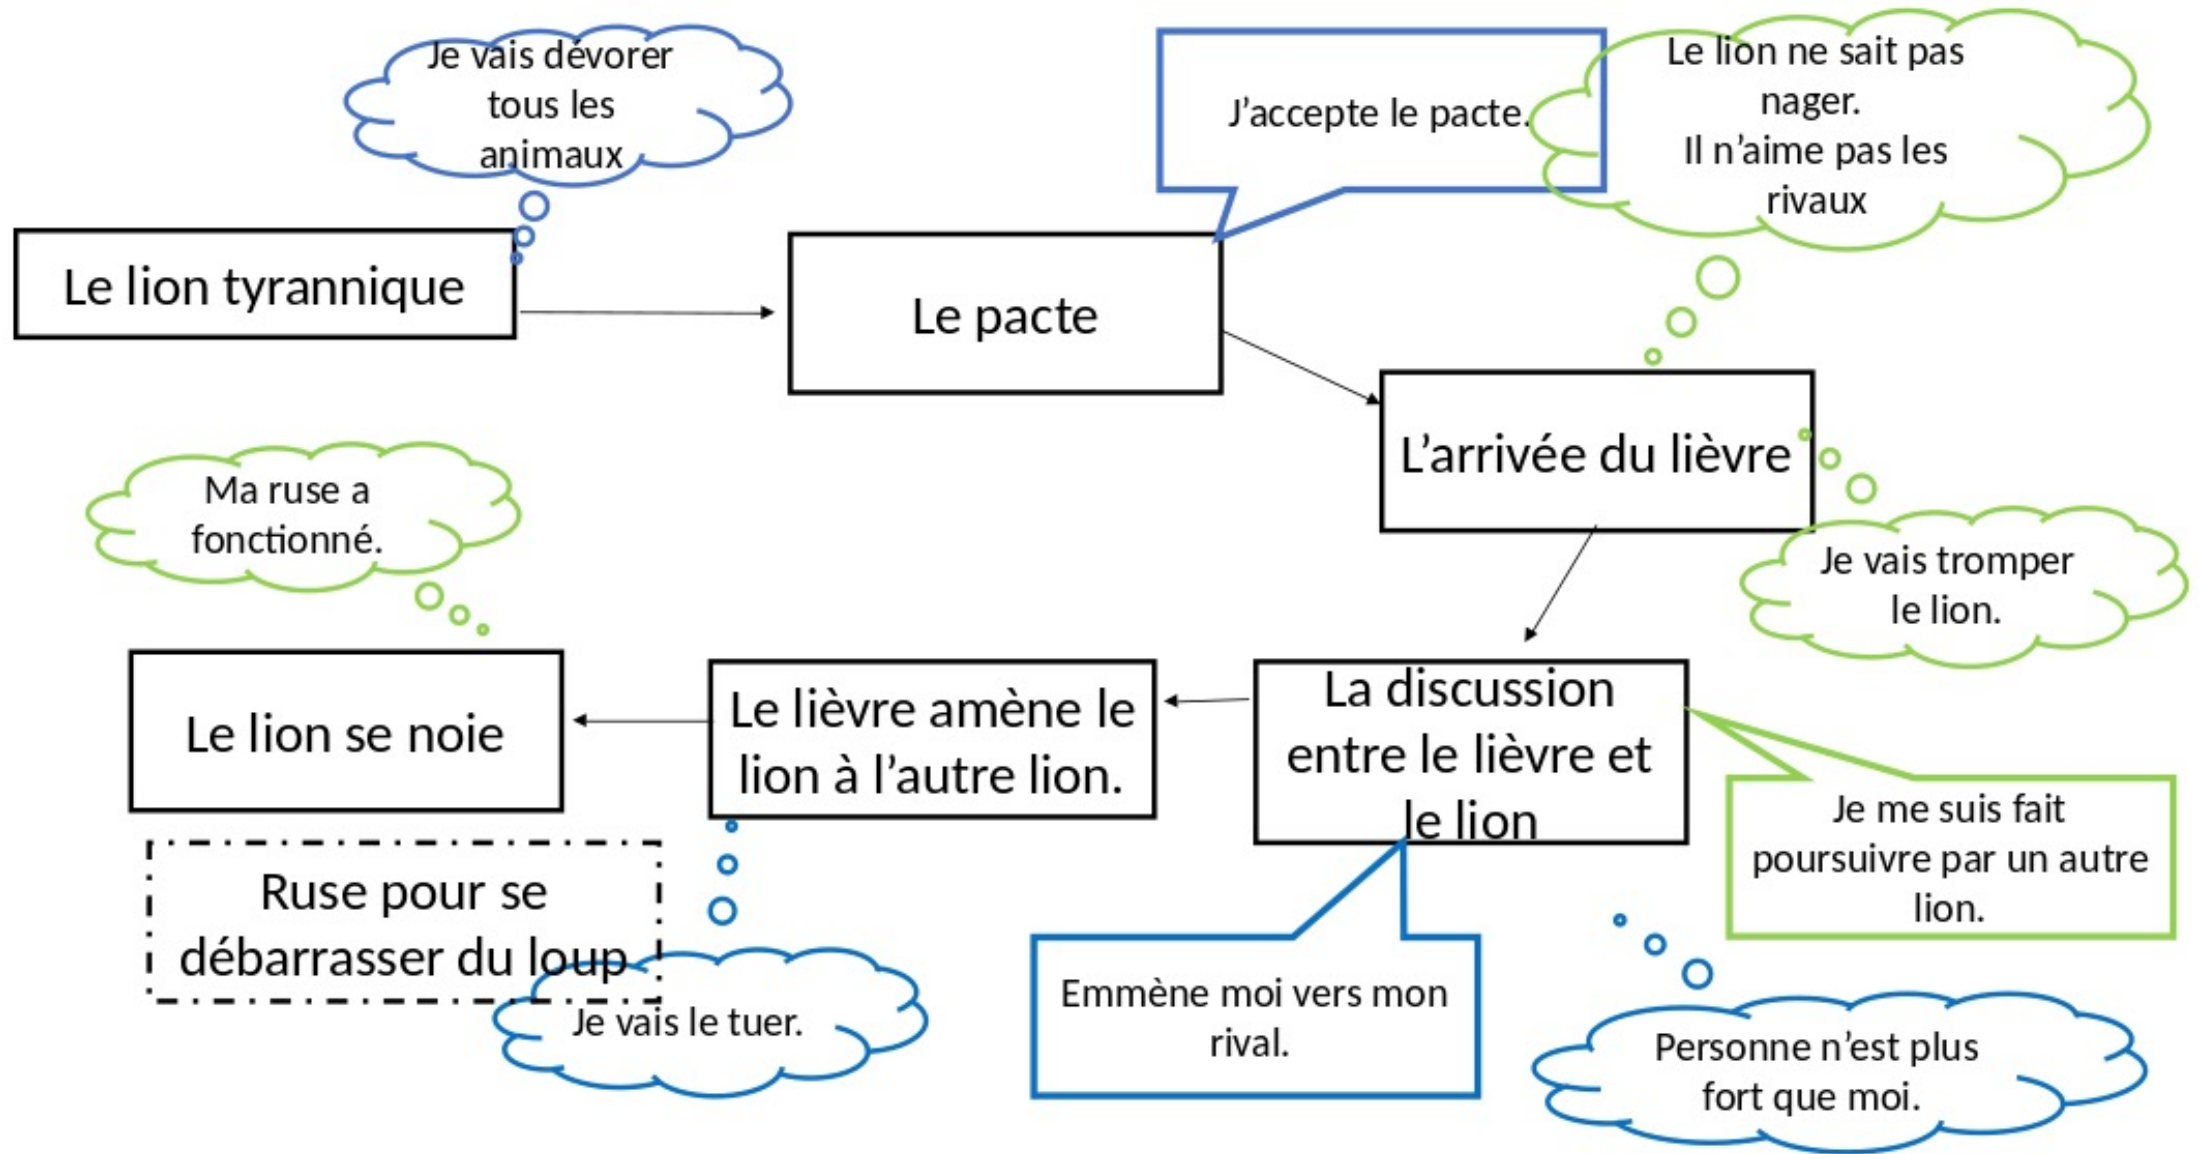 Je vais dévorer
tous les
animaux
J’accepte le pacte.
Le lion ne sait pas
nager.
Il n’aime pas les
rivaux
Le lion tyrannique
Le pacte
L’arrivée du lièvre
Ma ruse a
fonctionné.
Je vais tromper
le lion.
Le lion se noie
Le lièvre amène le
lion à l’autre lion.
La discussion
entre le lièvre et
le lion
Je me suis fait
poursuivre par un autre
lion.
Ruse pour se
débarrasser du loup
Je vais le tuer.
Emmène moi vers mon
rival.
Personne n’est plus
fort que moi.